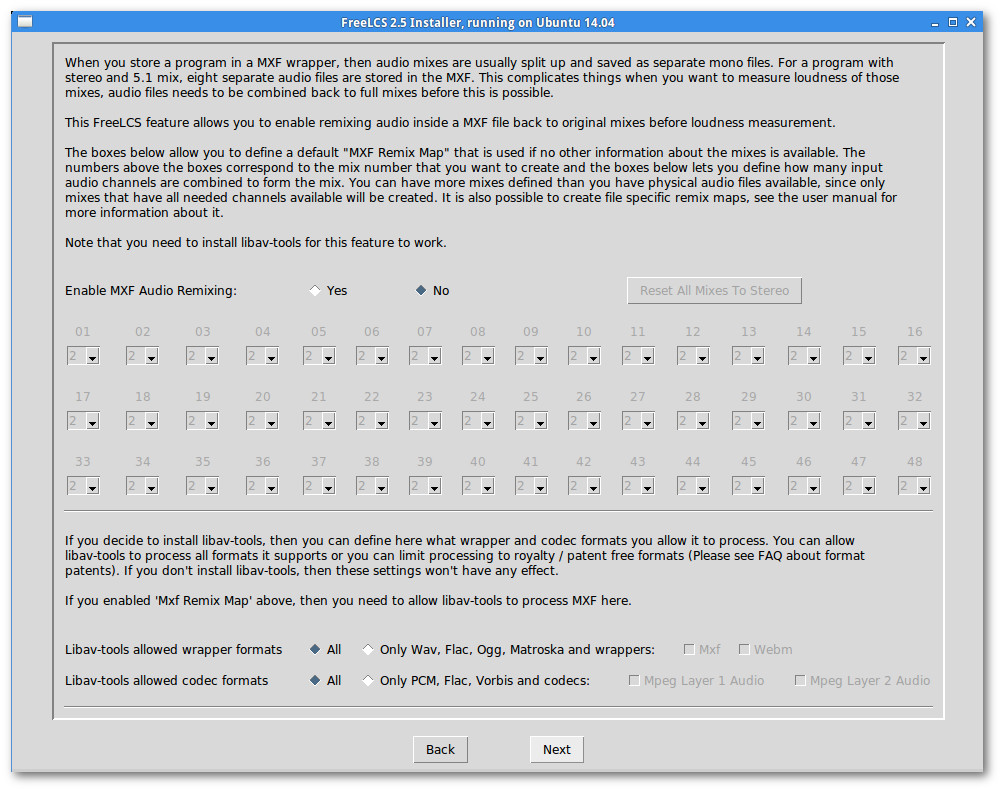 FreeLCS 2.5 Installer, running on Ubuntu 14.04
When you store a program in a MXF wrapper, then audio mixes are usually split up and saved as separate mono files. For a program with
stereo and 5.1 mix, eight separate audio files are stored in the MXF. This complicates things when you want to measure loudness of those
mixes, audio files needs to be combined back to full mixes before this is possible.
This FreeLCS feature allows you to enable remixing audio inside a MXF file back to original mixes before loudness measurement.
The boxes below allow you to define a default "MXF Remix Map" that is used if no other information about the mixes is available. The
numbers above the boxes correspond to the mix number that you want to create and the boxes below lets you define how many input
audio channels are combined to form the mix. You can have more mixes defined than you have physical audio files available, since only
mixes that have all needed channels available will be created. It is also possible to create file specific remix maps, see the user manual for
more information about it.
Note that you need to install libav-tools for this feature to work.
Enable MXF Audio Remixing: Yes No Reset All Mixes To Stereo
01 02 03 04 05 06 07 08 09 10 11 12 13 14 15 16
2 2 2 2 2 2 2 2 2 2 2 2 2 2 2 2
17 18 19 20 21 22 23 24 25 26 27 28 29 30 31 32
2 2 2 2 2 2 2 2 2 2 2 2 2 2 2 2
33 34 35 36 37 38 39 40 41 42 43 44 45 46 47 48
2 2 2 2 2 2 2 2 2 2 2 2 2 2 2 2
If you decide to install libav-tools, then you can define here what wrapper and codec formats you allow it to process. You can allow
libav-tools to process all formats it supports or you can limit processing to royalty / patent free formats (Please see FAQ about format
patents). If you don't install libav-tools, then these settings won't have any effect.
If you enabled 'Mxf Remix Map' above, then you need to allow libav-tools to process MXF here.
Libav-tools allowed wrapper formats All Only Wav, Flac, Ogg, Matroska and wrappers: Mxf Webm
Libav-tools allowed codec formats All Only PCM, Flac, Vorbis and codecs: Mpeg Layer 1 Audio Mpeg Layer 2 Audio
Back Next